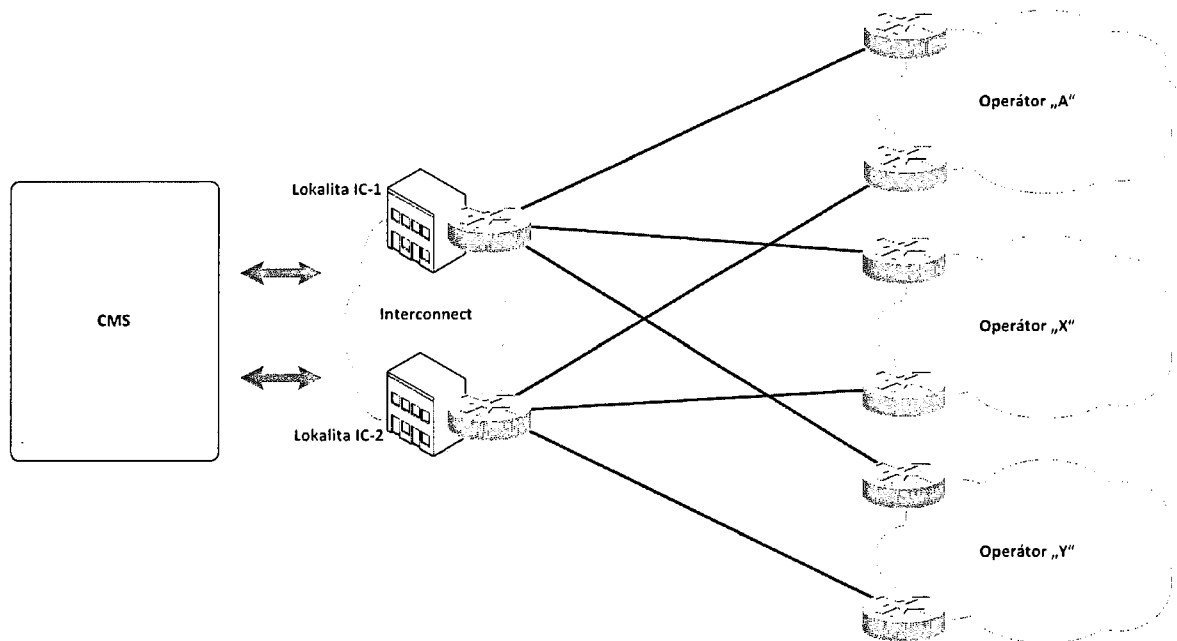 Operátor „A“
Lokalita IC-1
CMS
Interconnect
Operátor „X“
Lokalita IC-2
Operátor „Y“